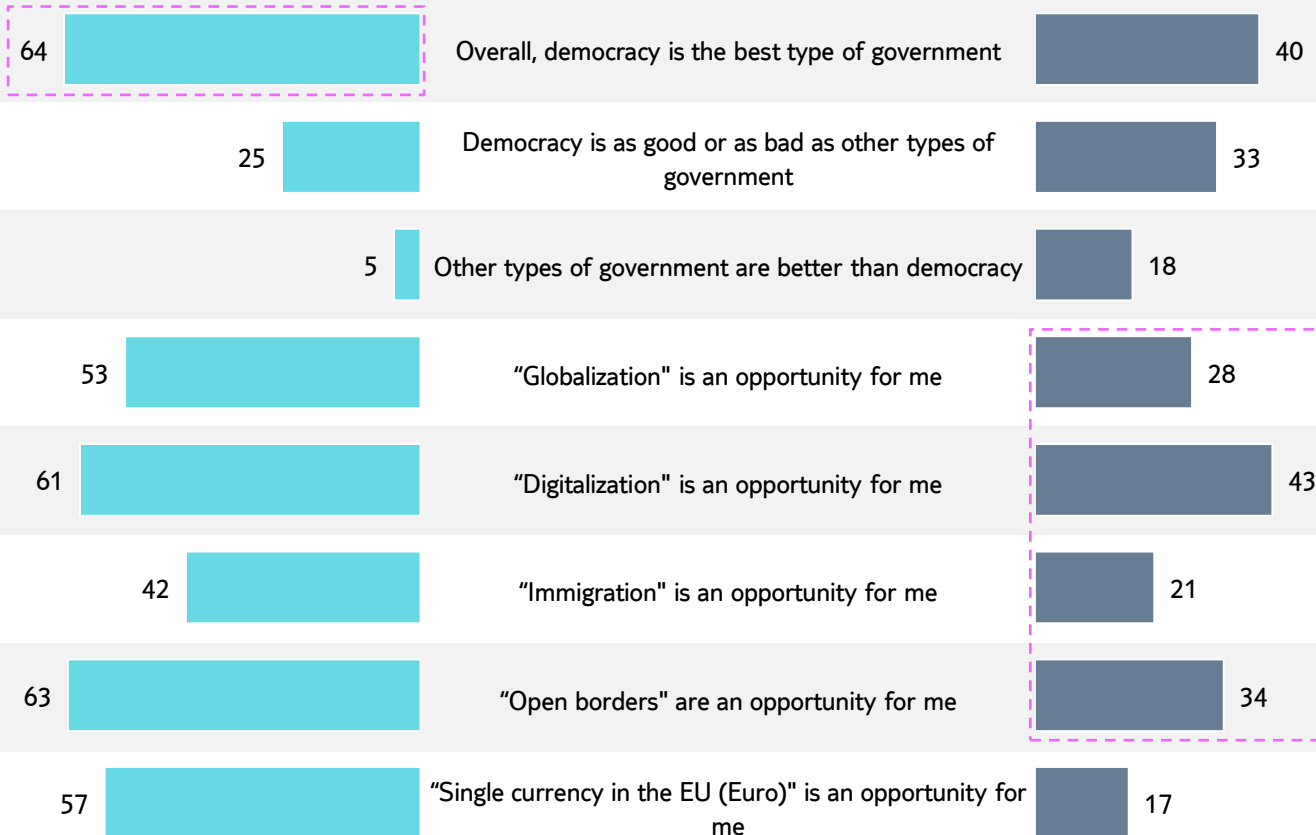 64 Overall, democracy is the best type of government 40
25 Democracy is as good or as bad as other types of
government 33
5 Other types of government are better than democracy 18
53 “Globalization" is an opportunity for me 28
61 “Digitalization" is an opportunity for me 43
42 “Immigration" is an opportunity for me 21
63 “Open borders" are an opportunity for me 34
57 “Single currency in the EU (Euro)" is an opportunity for
me 17